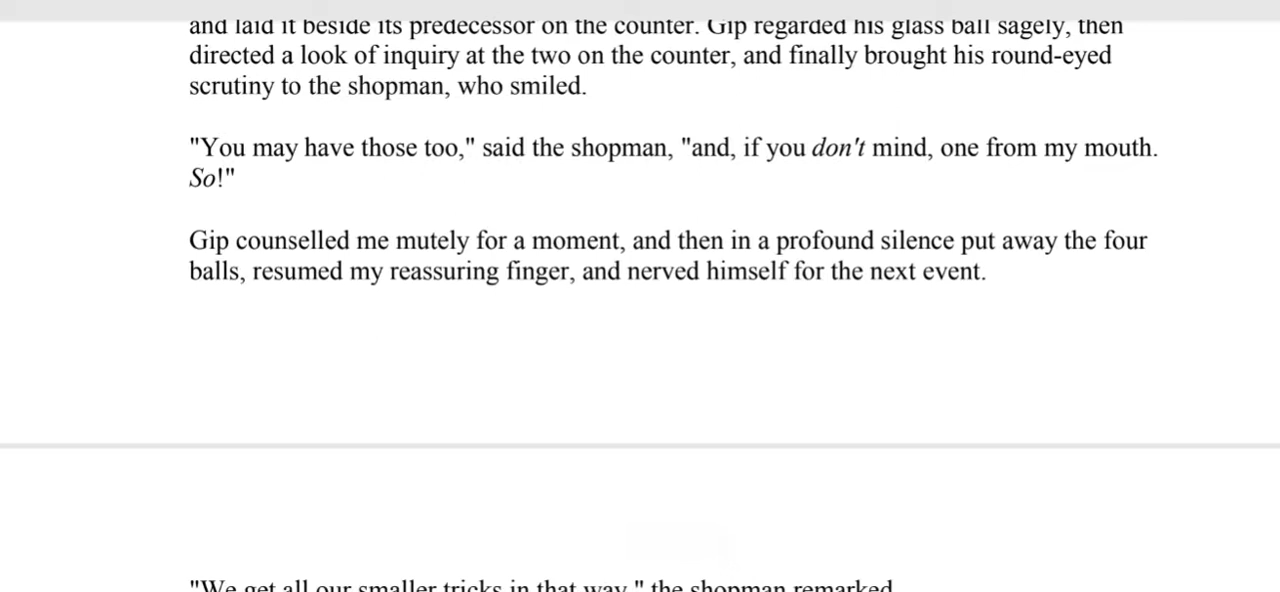 and laid it beside its predecessor on the counter. Gip regarded his glass ball sagely, then
directed a look of inquiry at the two on the counter, and finally brought his round-eyed
scrutiny to the shopman, who smiled.
"You may have those too," said the shopman, "and, if you don't mind, one from my mouth.
So!"
Gip counselled me mutely for a moment, and then in a profound silence put away the four
balls, resumed my reassuring finger, and nerved himself for the next event.
"We get all our smaller tricks in that way," the shopman remarked.